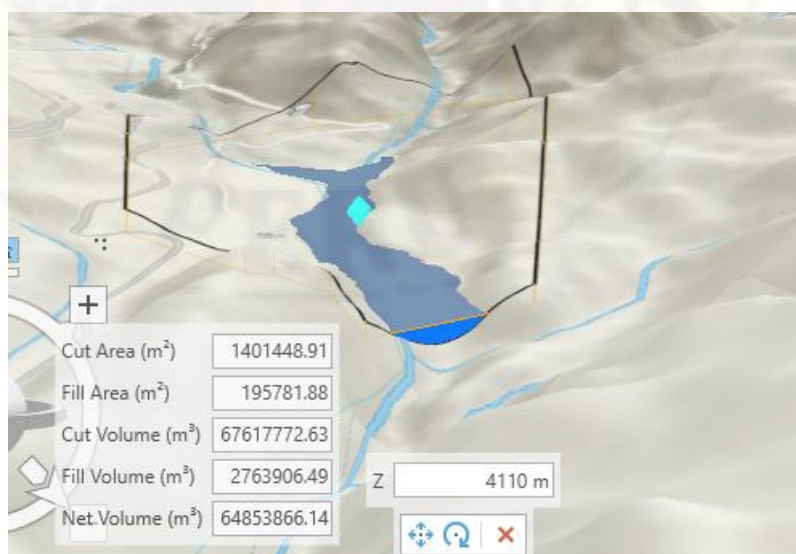 Cut Area (m²) 1401448.91
Fill Area (m²) 195781.88
Cut Volume (m³) 67617772.63
Fill Volume (m³) 2763906.49
Net Volume (m³) 64853866.14
Z 4110 m